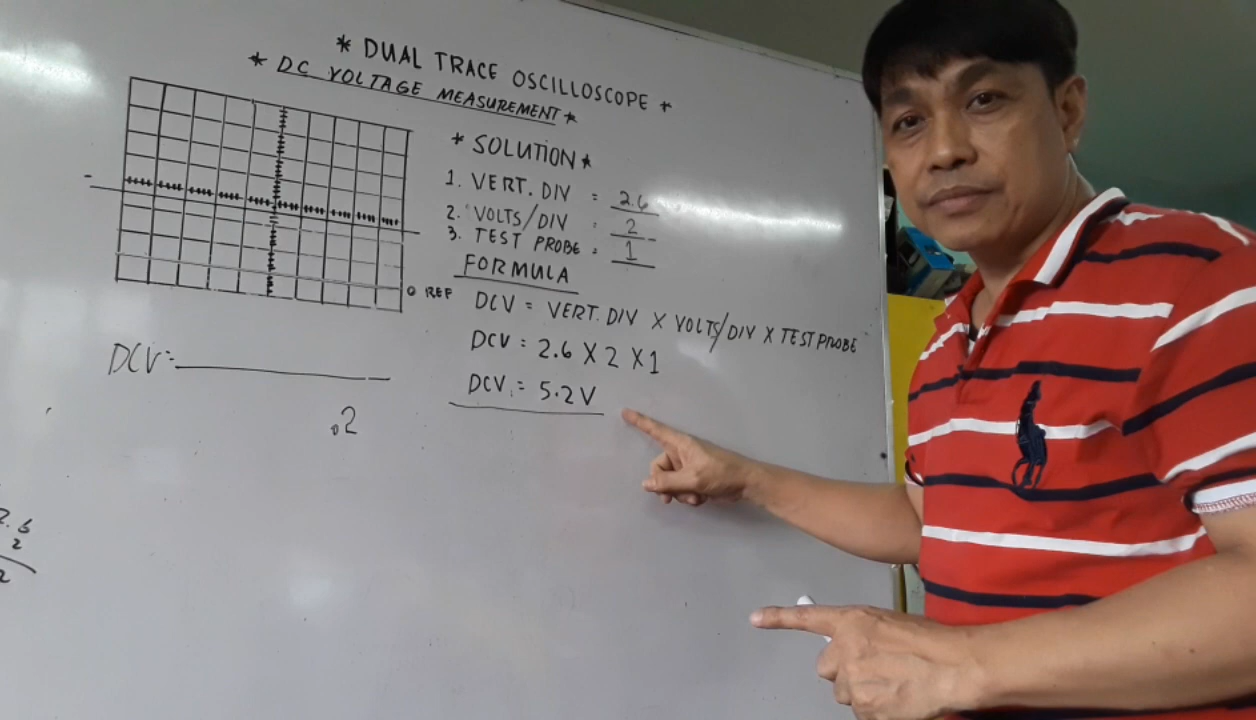 * DUAL TRACE OSCILLOSCOPE *
* DC VOLTAGE MEASUREMENT *
* SOLUTION *
1. VERT. DIV = 2.6
2. VOLTS/DIV = 2
3. TEST PROBE = 1
FORMULA
0 REF
DCV = VERT. DIV X VOLTS/DIV X TEST PROBE
DCV = 2.6 X 2 X 1
DCV = 5.2 V
DCV =
.2
2.6
2
2